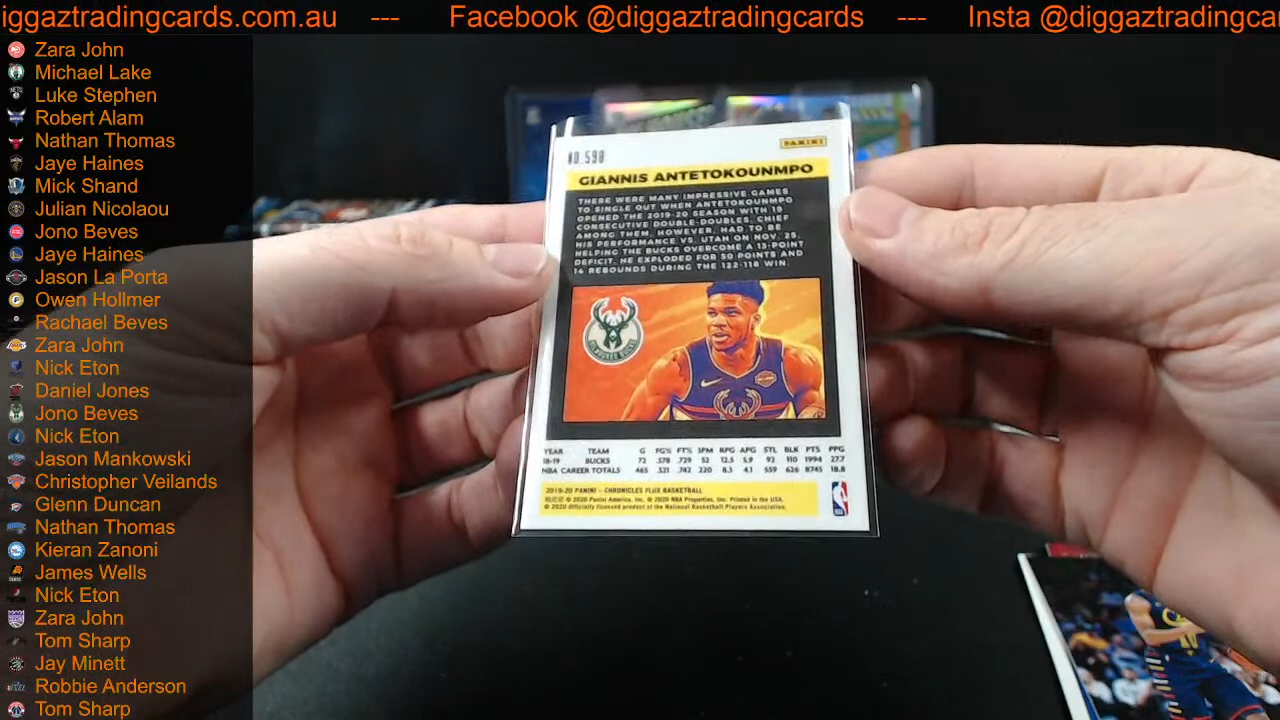 iggaztradingcards.com.au --- Facebook @diggaztradingcards --- Insta @diggaztradingca
Zara John
Michael Lake
Luke Stephen
Robert Alam
Nathan Thomas
Jaye Haines
Mick Shand
Julian Nicolaou
Jono Beves
Jaye Haines
Jason La Porta
Owen Hollmer
Rachael Beves
Zara John
Nick Eton
Daniel Jones
Jono Beves
Nick Eton
Jason Mankowski
Christopher Veilands
Glenn Duncan
Nathan Thomas
Kieran Zanoni
James Wells
Nick Eton
Zara John
Tom Sharp
Jay Minett
Robbie Anderson
Tom Sharp
NO. 598
PANINI
GIANNIS ANTETOKOUNMPO
THERE WERE MANY IMPRESSIVE GAMES
TO SINGLE OUT WHEN ANTETOKOUNMPO
OPENED THE 2019-20 SEASON WITH 19
CONSECUTIVE DOUBLE-DOUBLES. CHIEF
AMONG THEM, HOWEVER, HAD TO BE
HIS PERFORMANCE VS. UTAH ON NOV. 25.
HELPING THE BUCKS OVERCOME A 13-POINT
DEFICIT, HE EXPLODED FOR 50 POINTS AND
14 REBOUNDS DURING THE 122-118 WIN.
MILWAUKEE BUCKS
YEAR TEAM G FG% FT% 3PM RPG APG STL BLK PTS PPG
18-19 BUCKS 72 .578 .729 52 12.5 5.9 92 110 1994 27.7
NBA CAREER TOTALS 465 .521 .742 220 8.3 4.1 559 626 8745 18.8
2019-20 PANINI – CHRONICLES FLUX BASKETBALL
© 2020 Panini America, Inc. © 2020 NBA Properties, Inc. Printed in the USA.
© 2020 Officially licensed product of the National Basketball Players Association.